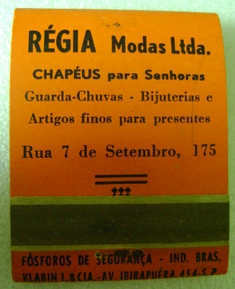 RÉGIA Modas Ltda.
CHAPÉUS para Senhoras
Guarda-Chuvas - Bijuterias e
Artigos finos para presentes
Rua 7 de Setembro, 175
FÓSFOROS DE SEGURANÇA - IND. BRAS.
KLABIN I. & CIA.-AV. IBIRAPUÉRA 454-S.P.